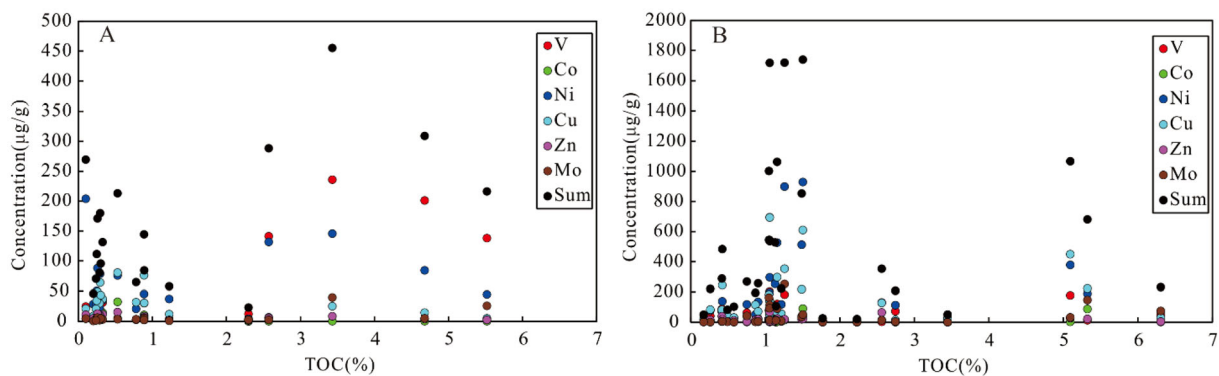 A
Concentration(μg/g)
500
450
400
350
300
250
200
150
100
50
0
0 1 2 3 4 5 6 7
TOC(%)
V
Co
Ni
Cu
Zn
Mo
Sum
B
Concentration(μg/g)
2000
1800
1600
1400
1200
1000
800
600
400
200
0
0 1 2 3 4 5 6 7
TOC(%)
V
Co
Ni
Cu
Zn
Mo
Sum